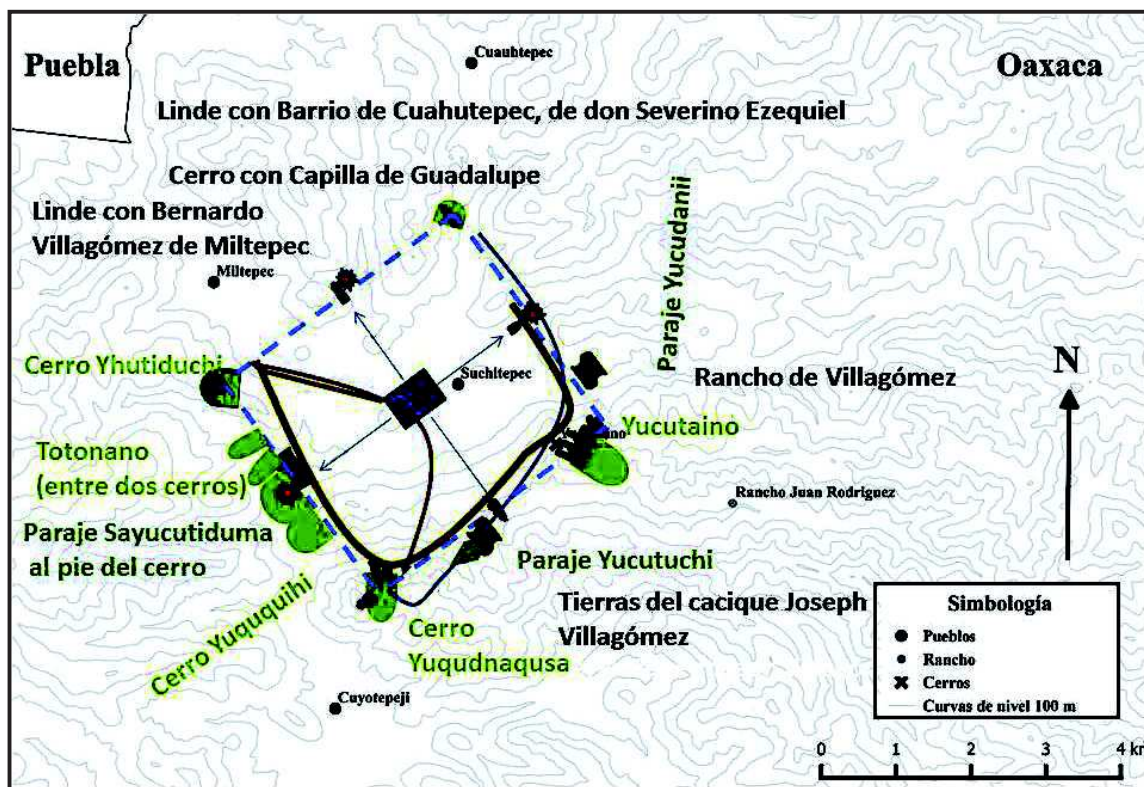 Cuauhtepec
Puebla
Oaxaca
Linde con Barrio de Cuahutepec, de don Severino Ezequiel
Cerro con Capilla de Guadalupe
Linde con Bernardo
Villagómez de Miltepec
Miltepec
Paraje Yucudanii
Cerro Yhutiduchi
Suchitepec
Rancho de Villagómez
N
Yucutaino
Totonano
(entre dos cerros)
Rancho Juan Rodriguez
Paraje Sayucutiduma
al pie del cerro
Paraje Yucutuchi
Cerro Yuququihi
Tierras del cacique Joseph
Villagómez
Cerro
Yuqudnaqusa
Cuyotepeji
Simbología
Pueblos
Rancho
Cerros
Curvas de nivel 100 m
0 1 2 3 4 km